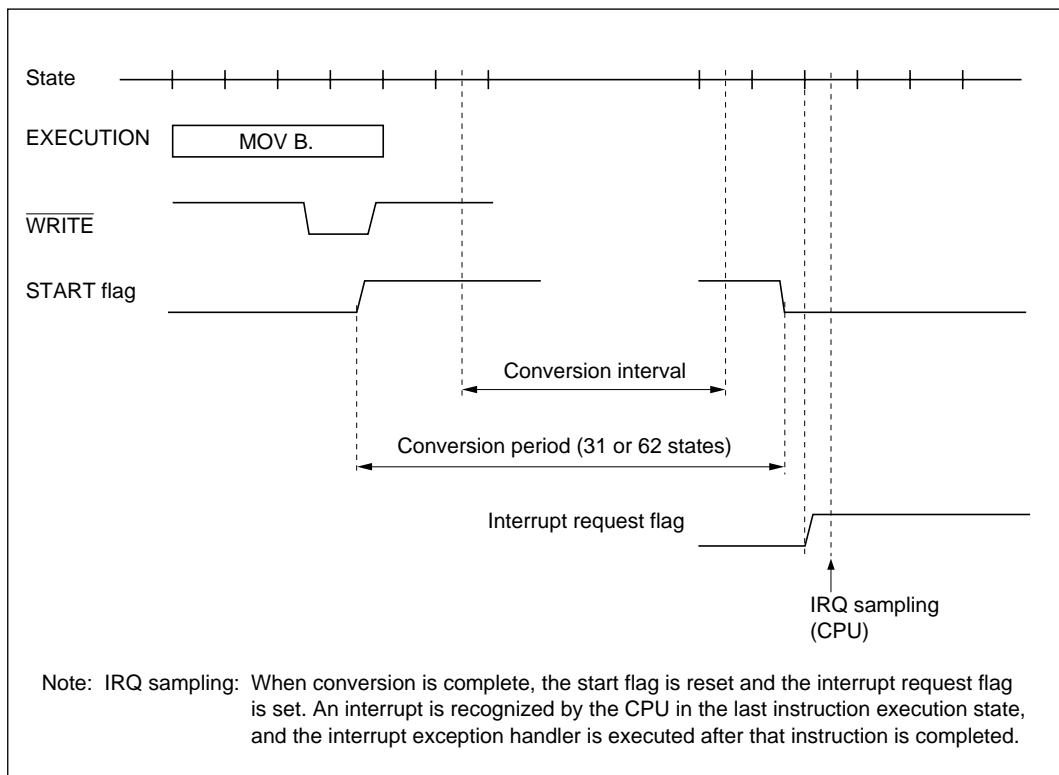 State
EXECUTION
MOV B.
WRITE
START flag
Conversion interval
Conversion period (31 or 62 states)
Interrupt request flag
IRQ sampling
(CPU)
Note: IRQ sampling: When conversion is complete, the start flag is reset and the interrupt request flag
is set. An interrupt is recognized by the CPU in the last instruction execution state,
and the interrupt exception handler is executed after that instruction is completed.